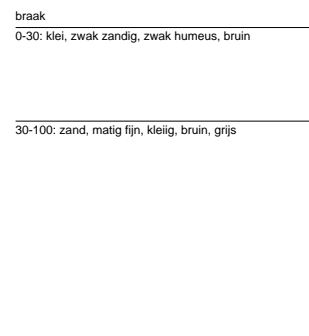 braak
0-30: klei, zwak zandig, zwak humeus, bruin
30-100: zand, matig fijn, kleiig, bruin, grijs